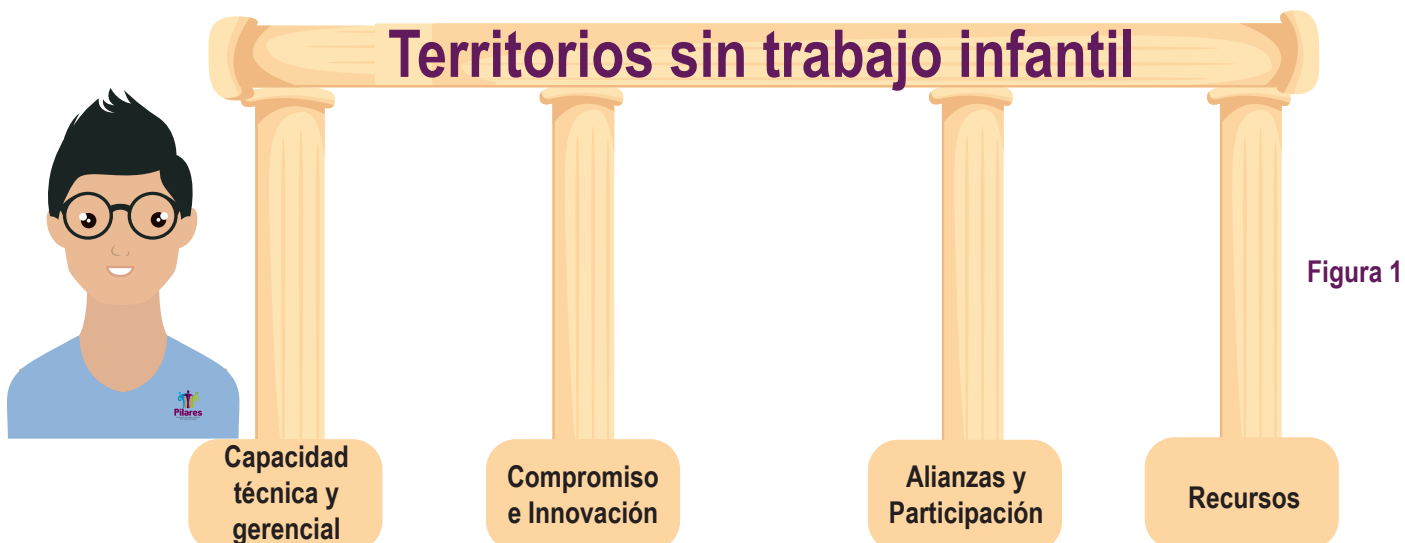 Territorios sin trabajo infantil
Figura 1
Pilares
Capacidad
técnica y
gerencial
Compromiso
e Innovación
Alianzas y
Participación
Recursos